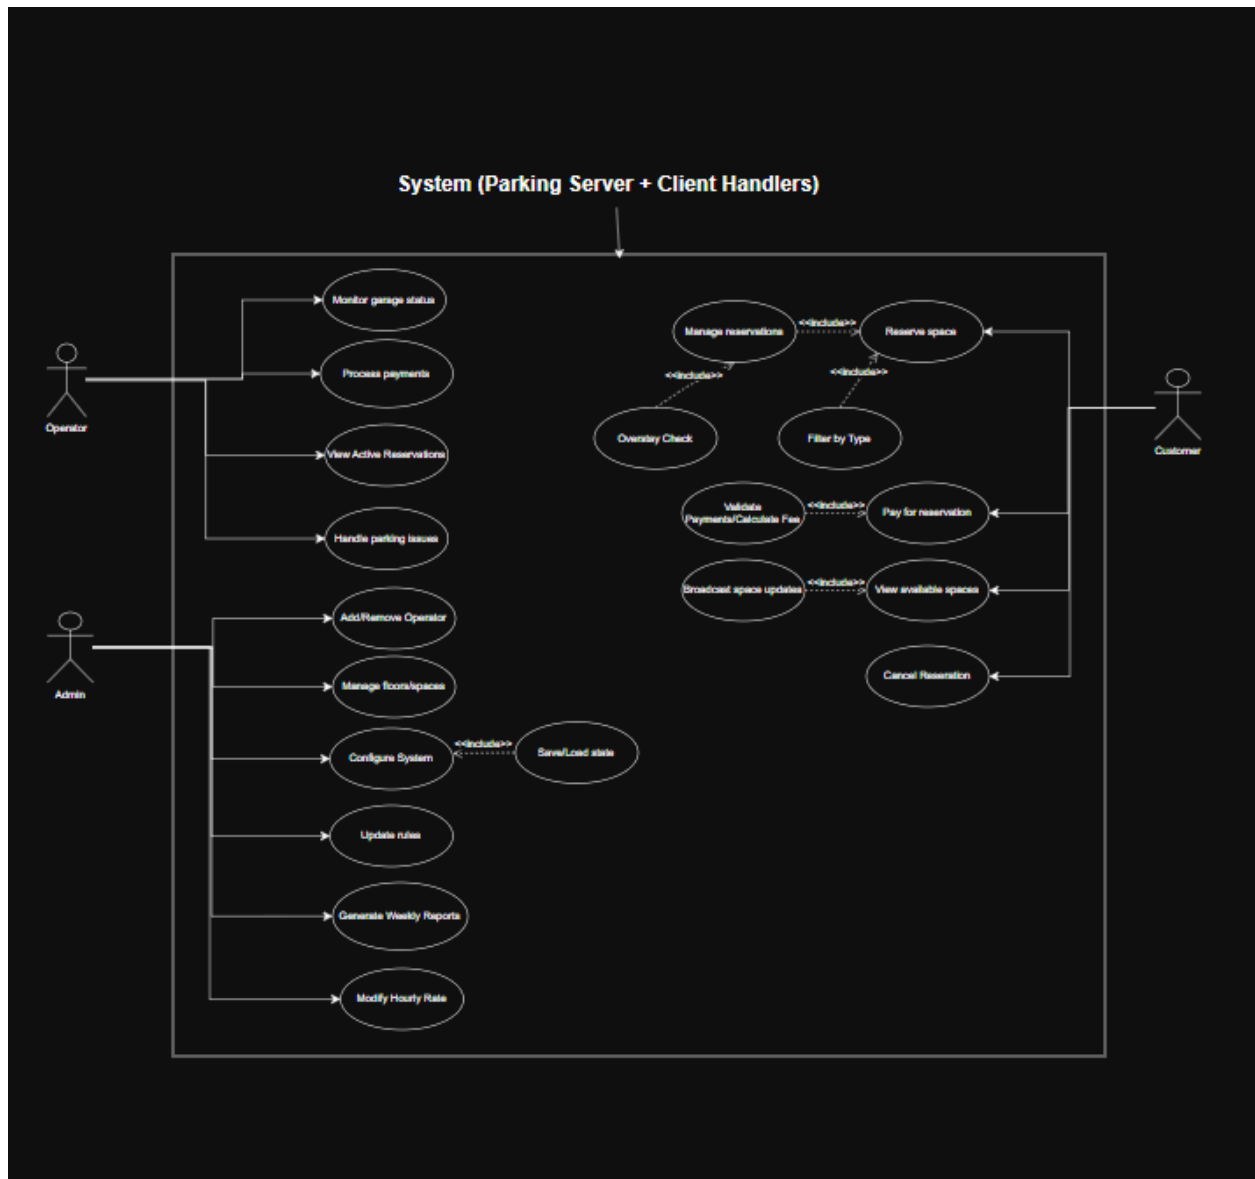 System (Parking Server + Client Handlers)
Monitor garage status
Process payments
View Active Reservations
Handle parking issues
Operator
Add/Remove Operator
Manage floors/spaces
Configure System
<<include>>
Save/Load state
Update rules
Generate Weekly Reports
Modify Hourly Rate
Admin
Manage reservations
<<include>>
Reserve space
<<include>>
<<include>>
Overstay Check
Filter by Type
Validate
Payments/Calculate Fee
<<include>>
Pay for reservation
Broadcast space updates
<<include>>
View available spaces
Cancel Reseration
Customer